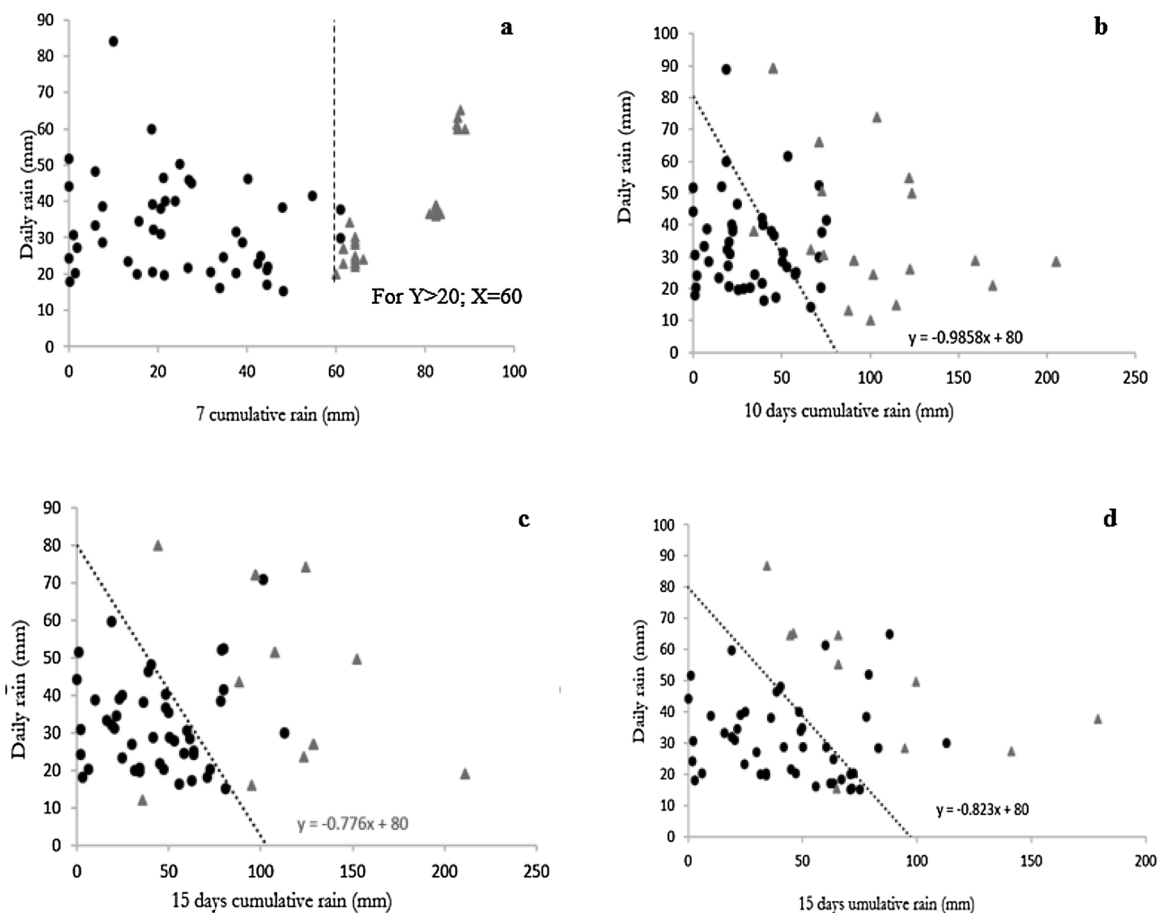 a
90
80
70
60
50
40
30
20
10
0
Daily rain (mm)
For Y>20; X=60
0 20 40 60 80 100
7 cumulative rain (mm)
b
100
90
80
70
60
50
40
30
20
10
0
Daily rain (mm)
y = -0.9858x + 80
0 50 100 150 200 250
10 days cumulative rain (mm)
c
90
80
70
60
50
40
30
20
10
0
Daily rain (mm)
y = -0.776x + 80
0 50 100 150 200 250
15 days cumulative rain (mm)
d
100
90
80
70
60
50
40
30
20
10
0
Daily rain (mm)
y = -0.823x + 80
0 50 100 150 200
15 days umulative rain (mm)